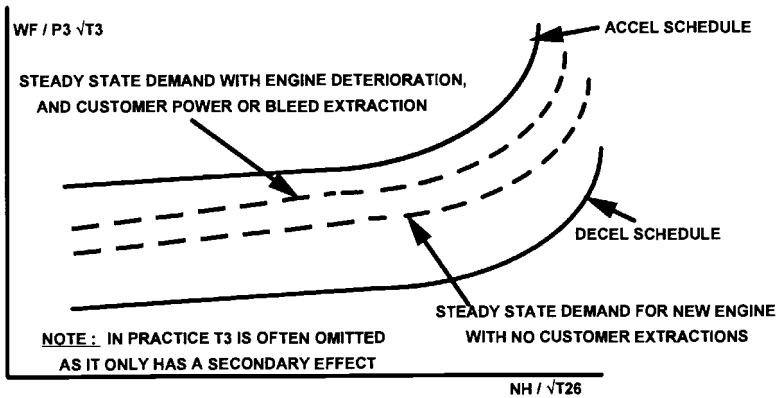 WF / P3 √T3
ACCEL SCHEDULE
STEADY STATE DEMAND WITH ENGINE DETERIORATION,
AND CUSTOMER POWER OR BLEED EXTRACTION
DECEL SCHEDULE
STEADY STATE DEMAND FOR NEW ENGINE
WITH NO CUSTOMER EXTRACTIONS
NOTE : IN PRACTICE T3 IS OFTEN OMITTED
AS IT ONLY HAS A SECONDARY EFFECT
NH / √T26